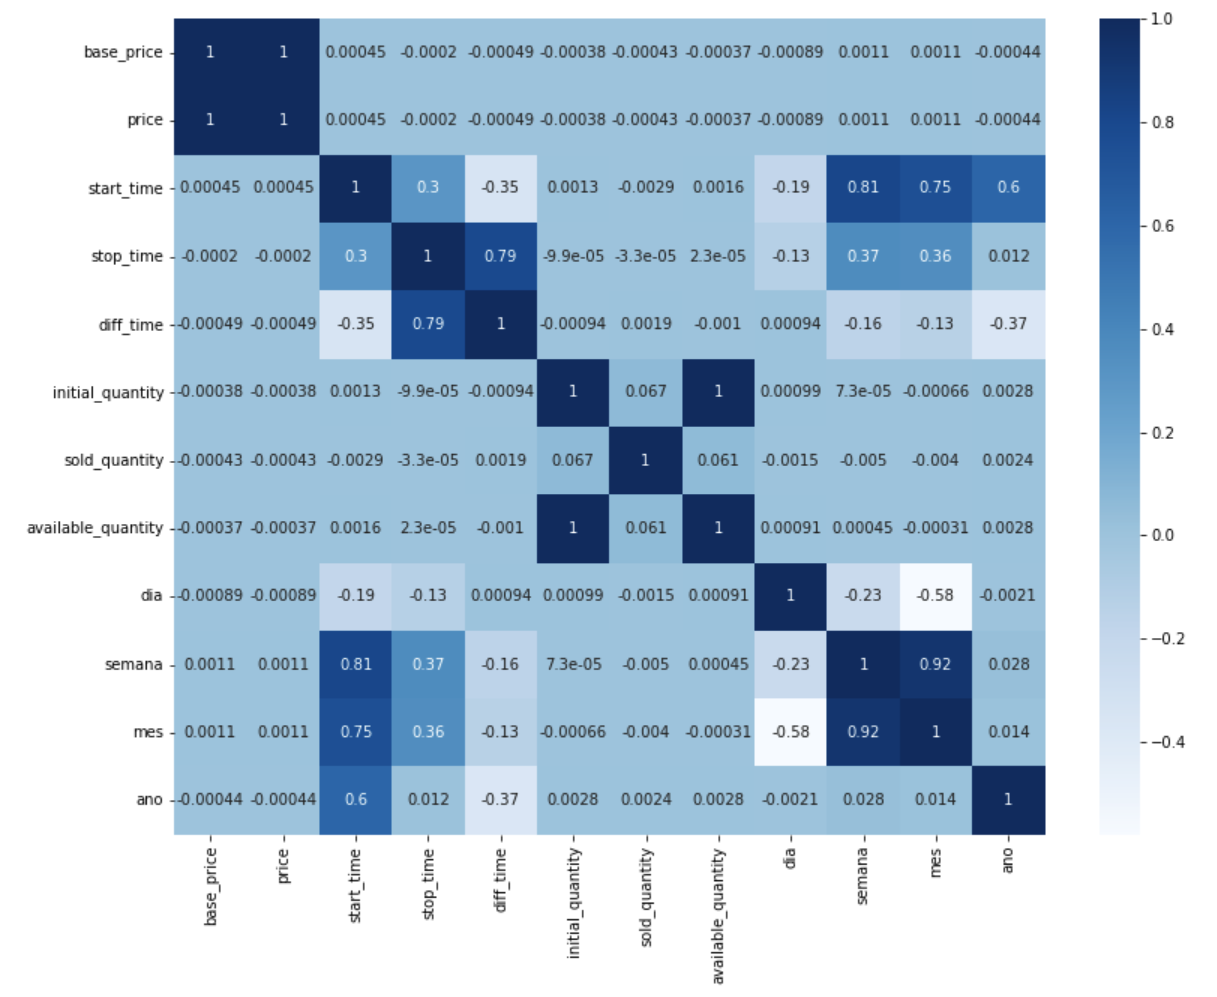 base_price 1 1 0.00045 -0.0002 -0.00049 -0.00038 -0.00043 -0.00037 -0.00089 0.0011 0.0011 -0.00044
price 1 1 0.00045 -0.0002 -0.00049 -0.00038 -0.00043 -0.00037 -0.00089 0.0011 0.0011 -0.00044
start_time 0.00045 0.00045 1 0.3 -0.35 0.0013 -0.0029 0.0016 -0.19 0.81 0.75 0.6
stop_time -0.0002 -0.0002 0.3 1 0.79 -9.9e-05 -3.3e-05 2.3e-05 -0.13 0.37 0.36 0.012
diff_time -0.00049 -0.00049 -0.35 0.79 1 -0.00094 0.0019 -0.001 0.00094 -0.16 -0.13 -0.37
initial_quantity -0.00038 -0.00038 0.0013 -9.9e-05 -0.00094 1 0.067 1 0.00099 7.3e-05 -0.00066 0.0028
sold_quantity -0.00043 -0.00043 -0.0029 -3.3e-05 0.0019 0.067 1 0.061 -0.0015 -0.005 -0.004 0.0024
available_quantity -0.00037 -0.00037 0.0016 2.3e-05 -0.001 1 0.061 1 0.00091 0.00045 -0.00031 0.0028
dia -0.00089 -0.00089 -0.19 -0.13 0.00094 0.00099 -0.0015 0.00091 1 -0.23 -0.58 -0.0021
semana 0.0011 0.0011 0.81 0.37 -0.16 7.3e-05 -0.005 0.00045 -0.23 1 0.92 0.028
mes 0.0011 0.0011 0.75 0.36 -0.13 -0.00066 -0.004 -0.00031 -0.58 0.92 1 0.014
ano -0.00044 -0.00044 0.6 0.012 -0.37 0.0028 0.0024 0.0028 -0.0021 0.028 0.014 1
base_price price start_time stop_time diff_time initial_quantity sold_quantity available_quantity dia semana mes ano
1.0
0.8
0.6
0.4
0.2
0.0
−0.2
−0.4